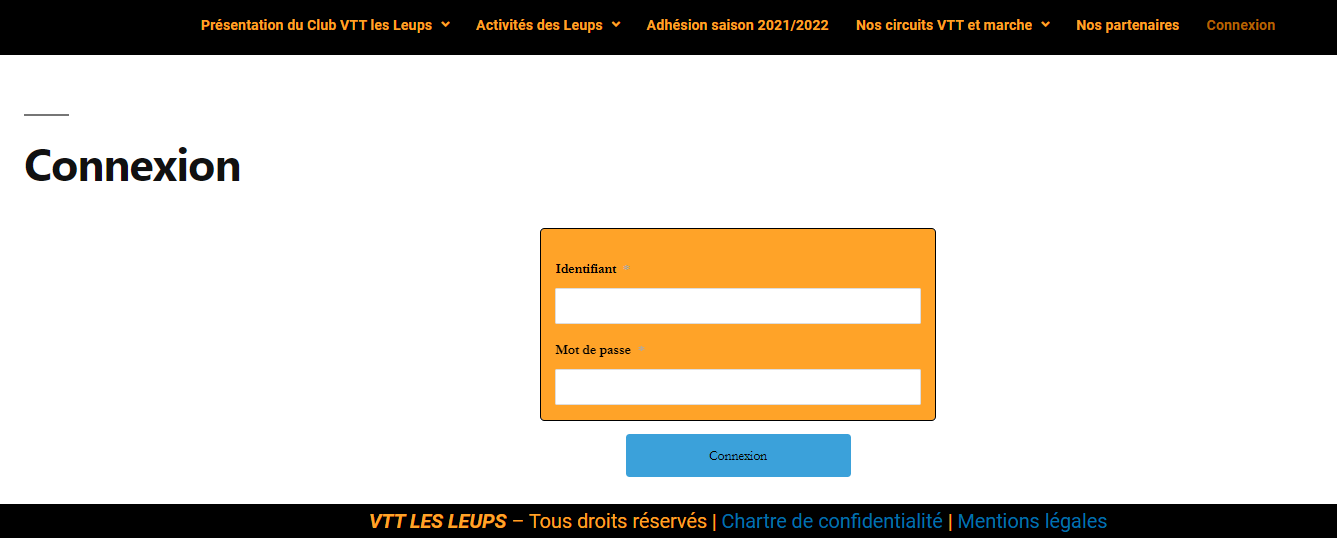 Présentation du Club VTT les Leups Activités des Leups Adhésion saison 2021/2022 Nos circuits VTT et marche Nos partenaires Connexion
Connexion
Identifiant *
Mot de passe *
Connexion
VTT LES LEUPS – Tous droits réservés | Chartre de confidentialité | Mentions légales